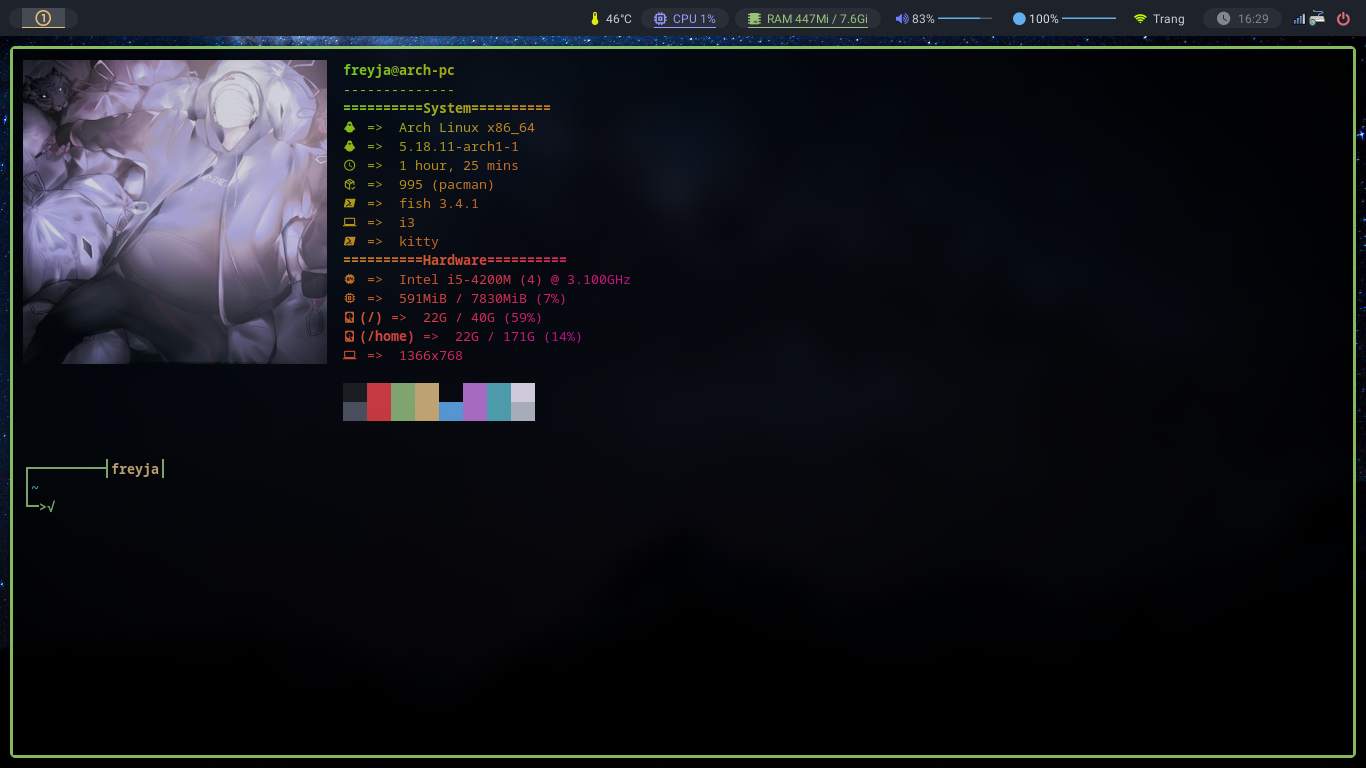 1
46°C
CPU 1%
RAM 447Mi / 7.6Gi
83%
100%
Trang
16:29
freyja@arch-pc
--------------
==========System==========
=> Arch Linux x86_64
=> 5.18.11-arch1-1
=> 1 hour, 25 mins
=> 995 (pacman)
=> fish 3.4.1
=> i3
=> kitty
==========Hardware==========
=> Intel i5-4200M (4) @ 3.100GHz
=> 591MiB / 7830MiB (7%)
(/) => 22G / 40G (59%)
(/home) => 22G / 171G (14%)
=> 1366x768
freyja
~
>√